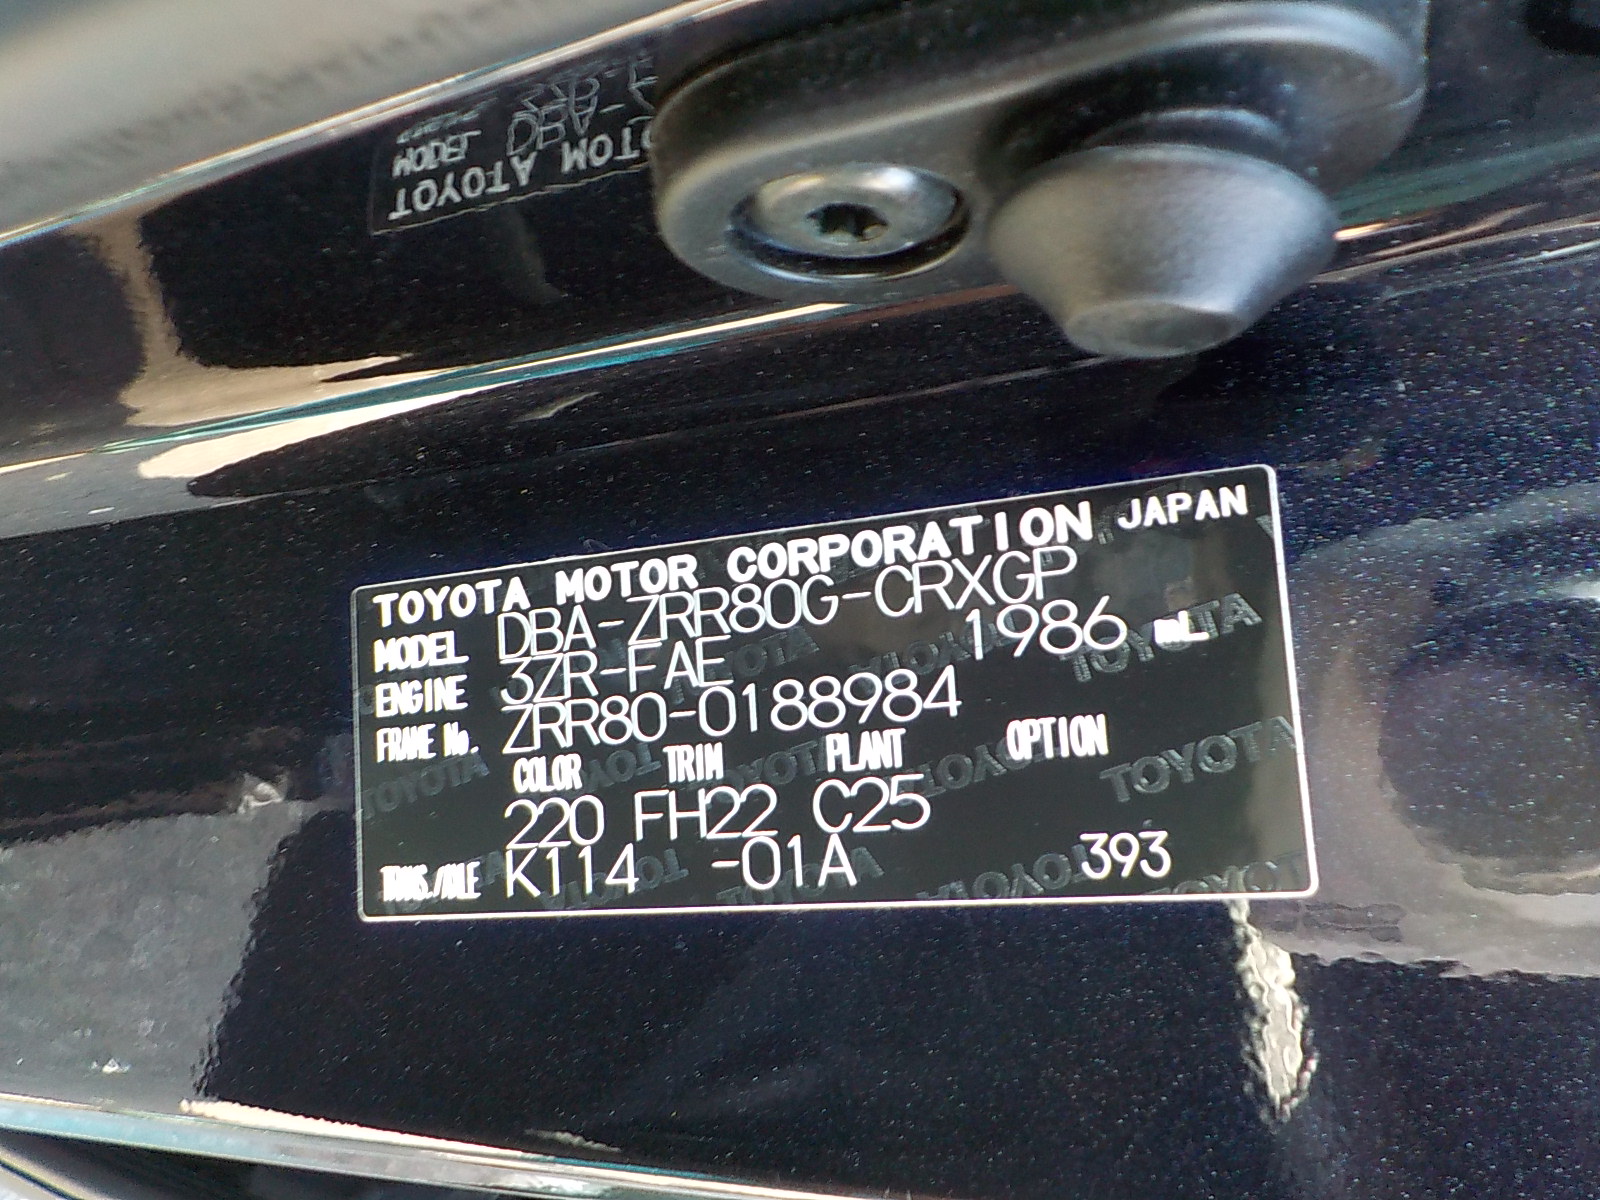 TOYOTA MOTOR CORPORATION JAPAN
MODEL DBA-ZRR80G-CRXGP
ENGINE 3ZR-FAE 1986 mL
FRAME No. ZRR80-0188984
COLOR TRIM PLANT OPTION
220 FH22 C25
TRANS./AXLE K114 -01A 393